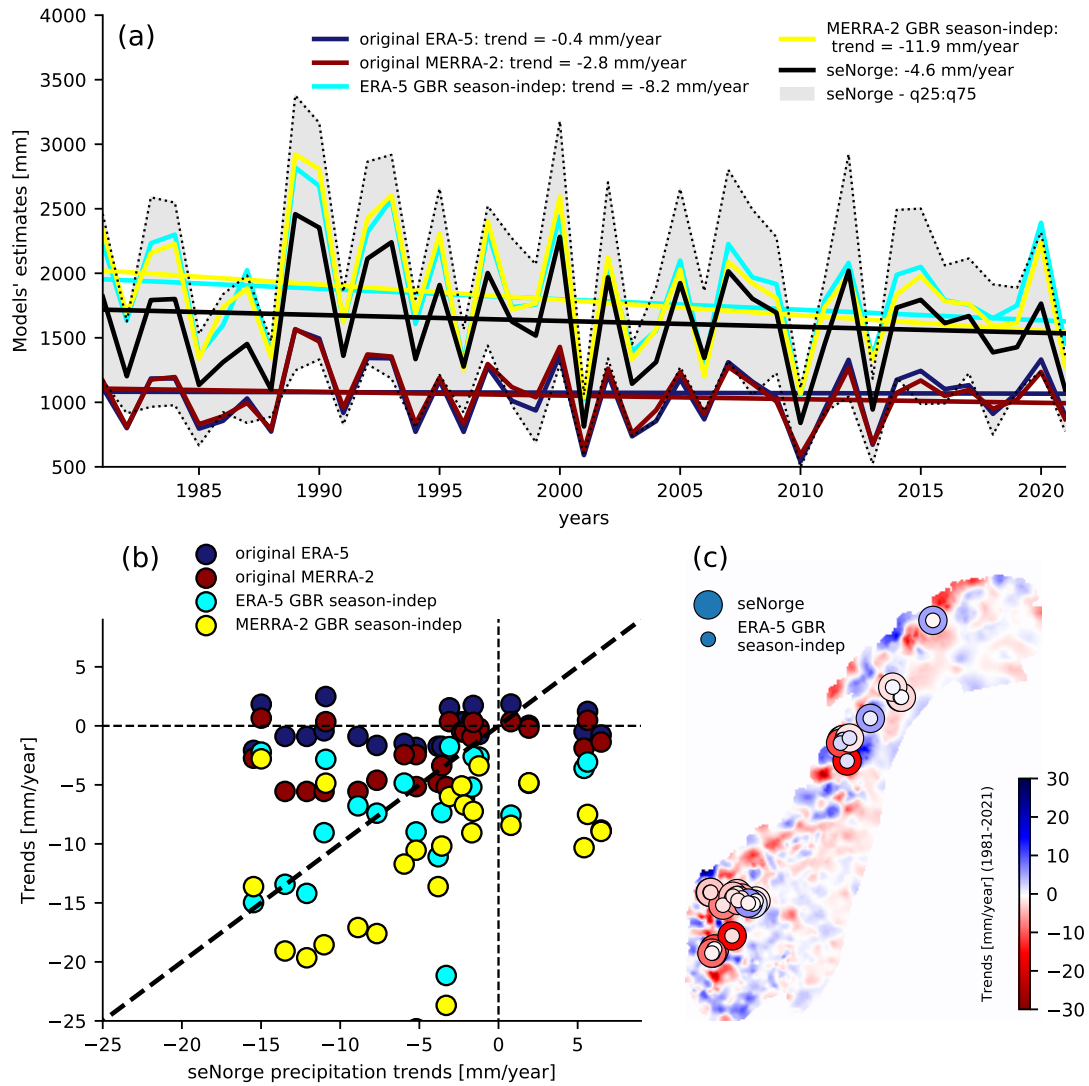 (a)
original ERA-5: trend = -0.4 mm/year
original MERRA-2: trend = -2.8 mm/year
ERA-5 GBR season-indep: trend = -8.2 mm/year
MERRA-2 GBR season-indep:
trend = -11.9 mm/year
seNorge: -4.6 mm/year
seNorge - q25:q75
Models' estimates [mm]
4000
3500
3000
2500
2000
1500
1000
500
1985
1990
1995
2000
2005
2010
2015
2020
years
(b)
original ERA-5
original MERRA-2
ERA-5 GBR season-indep
MERRA-2 GBR season-indep
Trends [mm/year]
5
0
−5
−10
−15
−20
−25
−25
−20
−15
−10
−5
0
5
seNorge precipitation trends [mm/year]
(c)
seNorge
ERA-5 GBR
season-indep
Trends [mm/year] (1981-2021)
30
20
10
0
−10
−20
−30